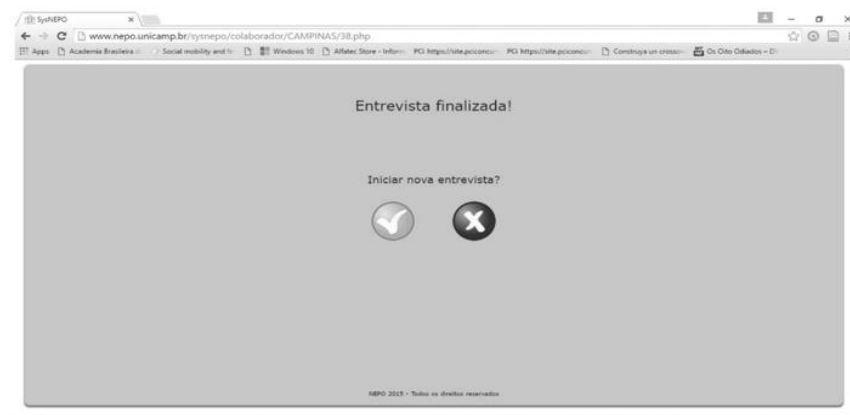 SysNEPO
www.nepo.unicamp.br/sysnepo/colaborador/CAMPINAS/38.php
Apps Academia Brasileira d Social mobility and Windows 10 Alfatec Store - Inform PCI https://site.pciconcur PCI https://site.pciconcur Construya un crosso Os Oito Odiados – D
Entrevista finalizada!
Iniciar nova entrevista?
NEPO 2015 - Todos os direitos reservados